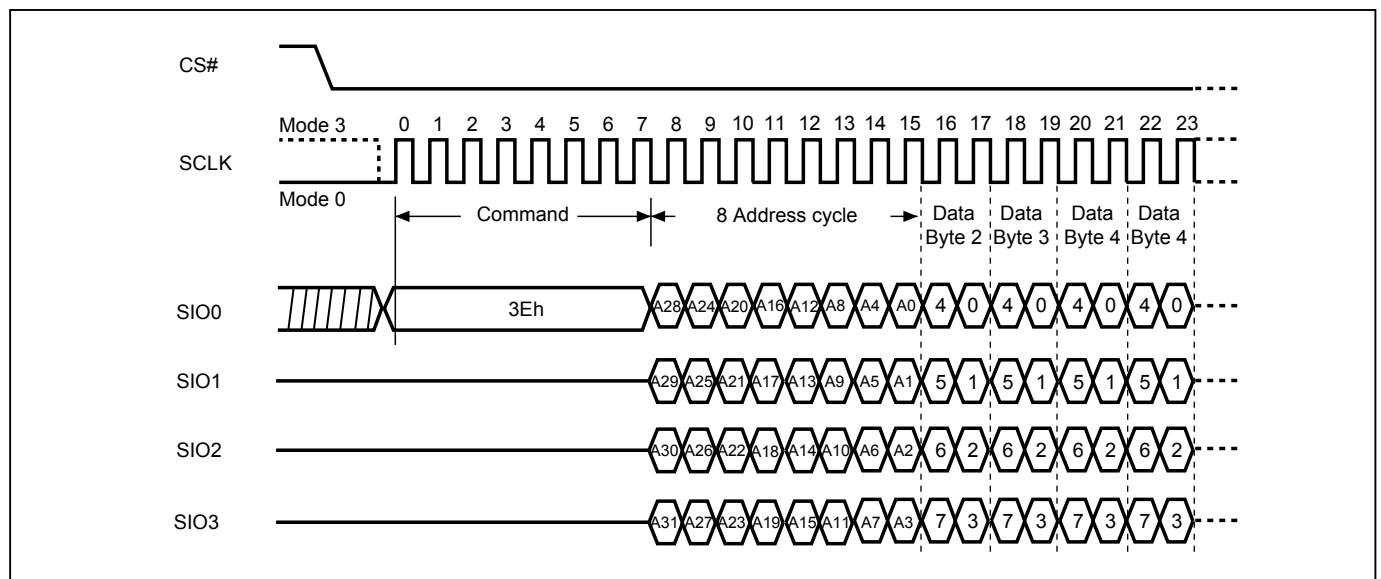 CS#
Mode 3
0 1 2 3 4 5 6 7 8 9 10 11 12 13 14 15 16 17 18 19 20 21 22 23
SCLK
Mode 0
Command
8 Address cycle
Data Byte 2
Data Byte 3
Data Byte 4
Data Byte 4
SIO0
3Eh
A28 A24 A20 A16 A12 A8 A4 A0 4 0 4 0 4 0 4 0
SIO1
A29 A25 A21 A17 A13 A9 A5 A1 5 1 5 1 5 1 5 1
SIO2
A30 A26 A22 A18 A14 A10 A6 A2 6 2 6 2 6 2 6 2
SIO3
A31 A27 A23 A19 A15 A11 A7 A3 7 3 7 3 7 3 7 3